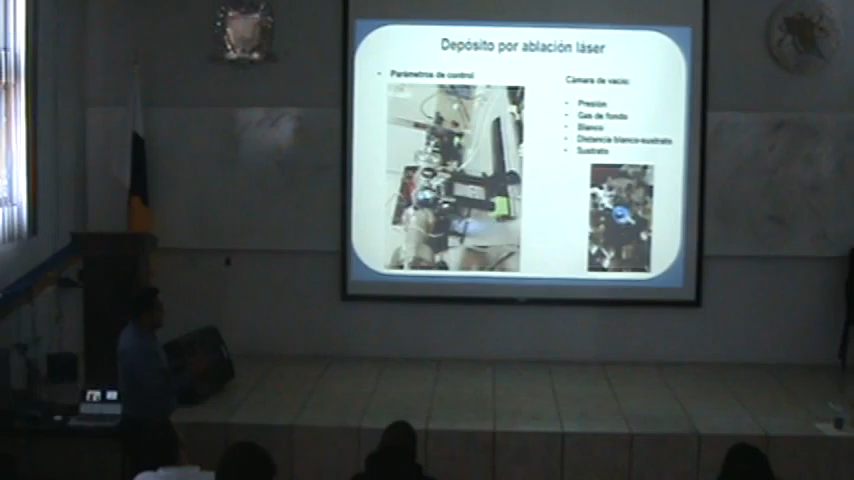 Depósito por ablación láser
• Parámetros de control
Cámara de vacío:
• Presión
• Gas de fondo
• Blanco
• Distancia blanco-sustrato
• Sustrato